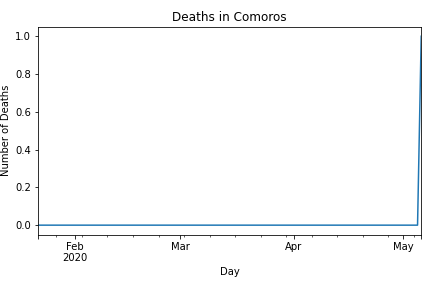 Deaths in Comoros
1.0
0.8
0.6
0.4
0.2
0.0
Number of Deaths
Feb
2020
Mar
Apr
May
Day